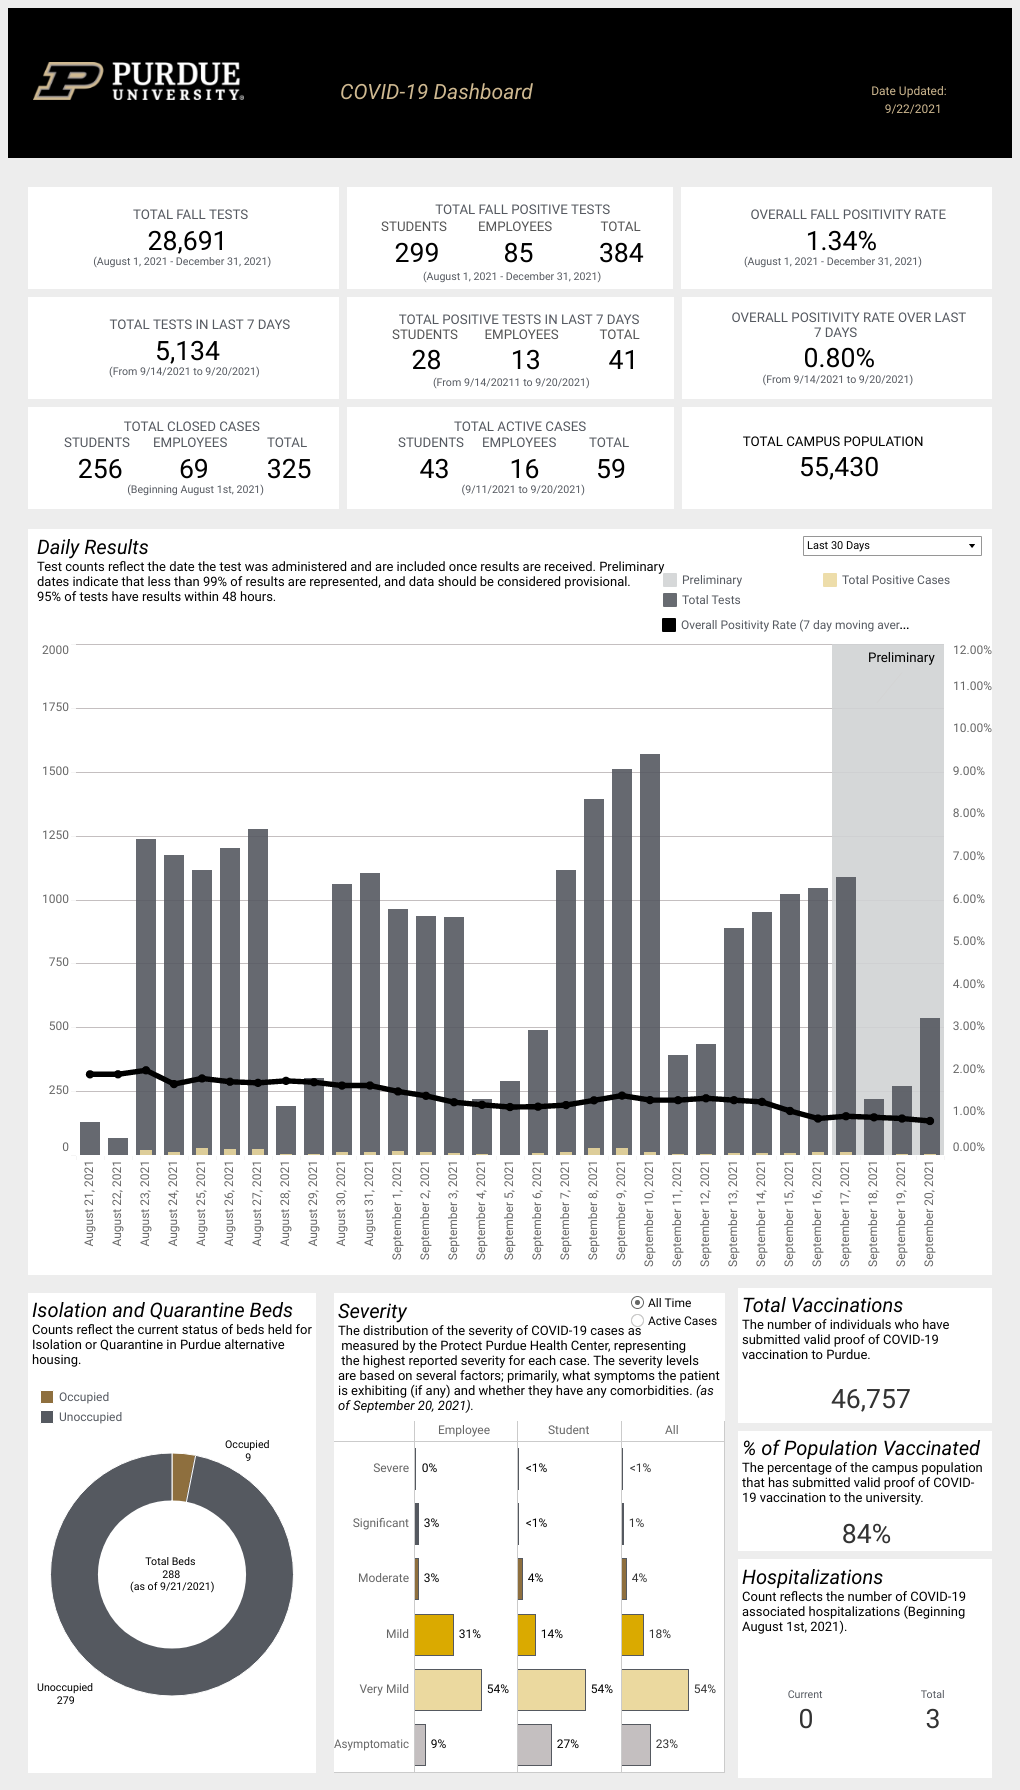 PURDUE
UNIVERSITY®
COVID-19 Dashboard
Date Updated:
9/22/2021
TOTAL FALL TESTS
28,691
(August 1, 2021 - December 31, 2021)
TOTAL FALL POSITIVE TESTS
STUDENTS EMPLOYEES TOTAL
299 85 384
(August 1, 2021 - December 31, 2021)
OVERALL FALL POSITIVITY RATE
1.34%
(August 1, 2021 - December 31, 2021)
TOTAL TESTS IN LAST 7 DAYS
5,134
(From 9/14/2021 to 9/20/2021)
TOTAL POSITIVE TESTS IN LAST 7 DAYS
STUDENTS EMPLOYEES TOTAL
28 13 41
(From 9/14/20211 to 9/20/2021)
OVERALL POSITIVITY RATE OVER LAST
7 DAYS
0.80%
(From 9/14/2021 to 9/20/2021)
TOTAL CLOSED CASES
STUDENTS EMPLOYEES TOTAL
256 69 325
(Beginning August 1st, 2021)
TOTAL ACTIVE CASES
STUDENTS EMPLOYEES TOTAL
43 16 59
(9/11/2021 to 9/20/2021)
TOTAL CAMPUS POPULATION
55,430
Daily Results
Test counts reflect the date the test was administered and are included once results are received. Preliminary
dates indicate that less than 99% of results are represented, and data should be considered provisional.
95% of tests have results within 48 hours.
Last 30 Days
Preliminary
Total Positive Cases
Total Tests
Overall Positivity Rate (7 day moving aver...
2000
1750
1500
1250
1000
750
500
250
0
Preliminary
12.00%
11.00%
10.00%
9.00%
8.00%
7.00%
6.00%
5.00%
4.00%
3.00%
2.00%
1.00%
0.00%
August 21, 2021
August 22, 2021
August 23, 2021
August 24, 2021
August 25, 2021
August 26, 2021
August 27, 2021
August 28, 2021
August 29, 2021
August 30, 2021
August 31, 2021
September 1, 2021
September 2, 2021
September 3, 2021
September 4, 2021
September 5, 2021
September 6, 2021
September 7, 2021
September 8, 2021
September 9, 2021
September 10, 2021
September 11, 2021
September 12, 2021
September 13, 2021
September 14, 2021
September 15, 2021
September 16, 2021
September 17, 2021
September 18, 2021
September 19, 2021
September 20, 2021
Isolation and Quarantine Beds
Counts reflect the current status of beds held for
Isolation or Quarantine in Purdue alternative
housing.
Occupied
Unoccupied
Occupied
9
Total Beds
288
(as of 9/21/2021)
Unoccupied
279
Severity
All Time
Active Cases
The distribution of the severity of COVID-19 cases as
measured by the Protect Purdue Health Center, representing
the highest reported severity for each case. The severity levels
are based on several factors; primarily, what symptoms the patient
is exhibiting (if any) and whether they have any comorbidities. (as
of September 20, 2021).
Employee Student All
Severe 0% <1% <1%
Significant 3% <1% 1%
Moderate 3% 4% 4%
Mild 31% 14% 18%
Very Mild 54% 54% 54%
Asymptomatic 9% 27% 23%
Total Vaccinations
The number of individuals who have
submitted valid proof of COVID-19
vaccination to Purdue.
46,757
% of Population Vaccinated
The percentage of the campus population
that has submitted valid proof of COVID-
19 vaccination to the university.
84%
Hospitalizations
Count reflects the number of COVID-19
associated hospitalizations (Beginning
August 1st, 2021).
Current Total
0 3